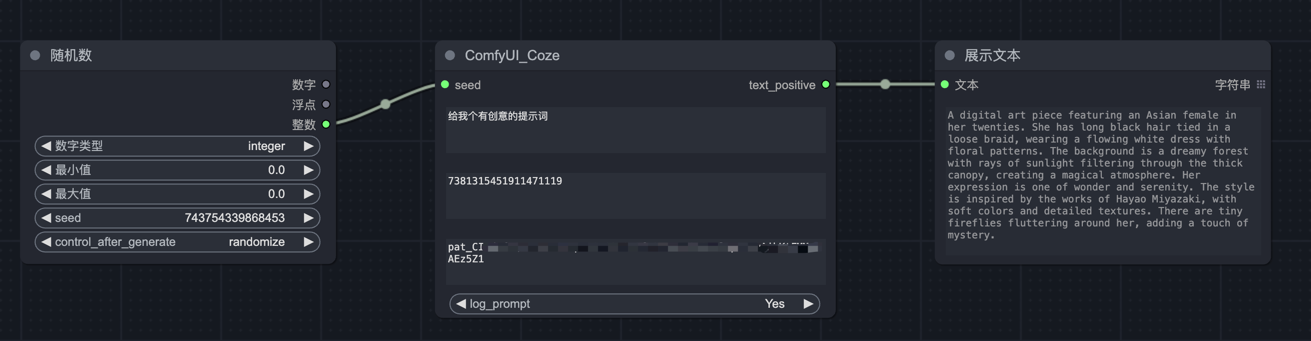 随机数
数字
浮点
整数
数字类型 integer
最小值 0.0
最大值 0.0
seed 743754339868453
control_after_generate randomize
ComfyUI_Coze
seed text_positive
给我个有创意的提示词
7381315451911471119
pat_CI
AEz5Z1
log_prompt Yes
展示文本
文本 字符串
A digital art piece featuring an Asian female in
her twenties. She has long black hair tied in a
loose braid, wearing a flowing white dress with
floral patterns. The background is a dreamy forest
with rays of sunlight filtering through the thick
canopy, creating a magical atmosphere. Her
expression is one of wonder and serenity. The style
is inspired by the works of Hayao Miyazaki, with
soft colors and detailed textures. There are tiny
fireflies fluttering around her, adding a touch of
mystery.